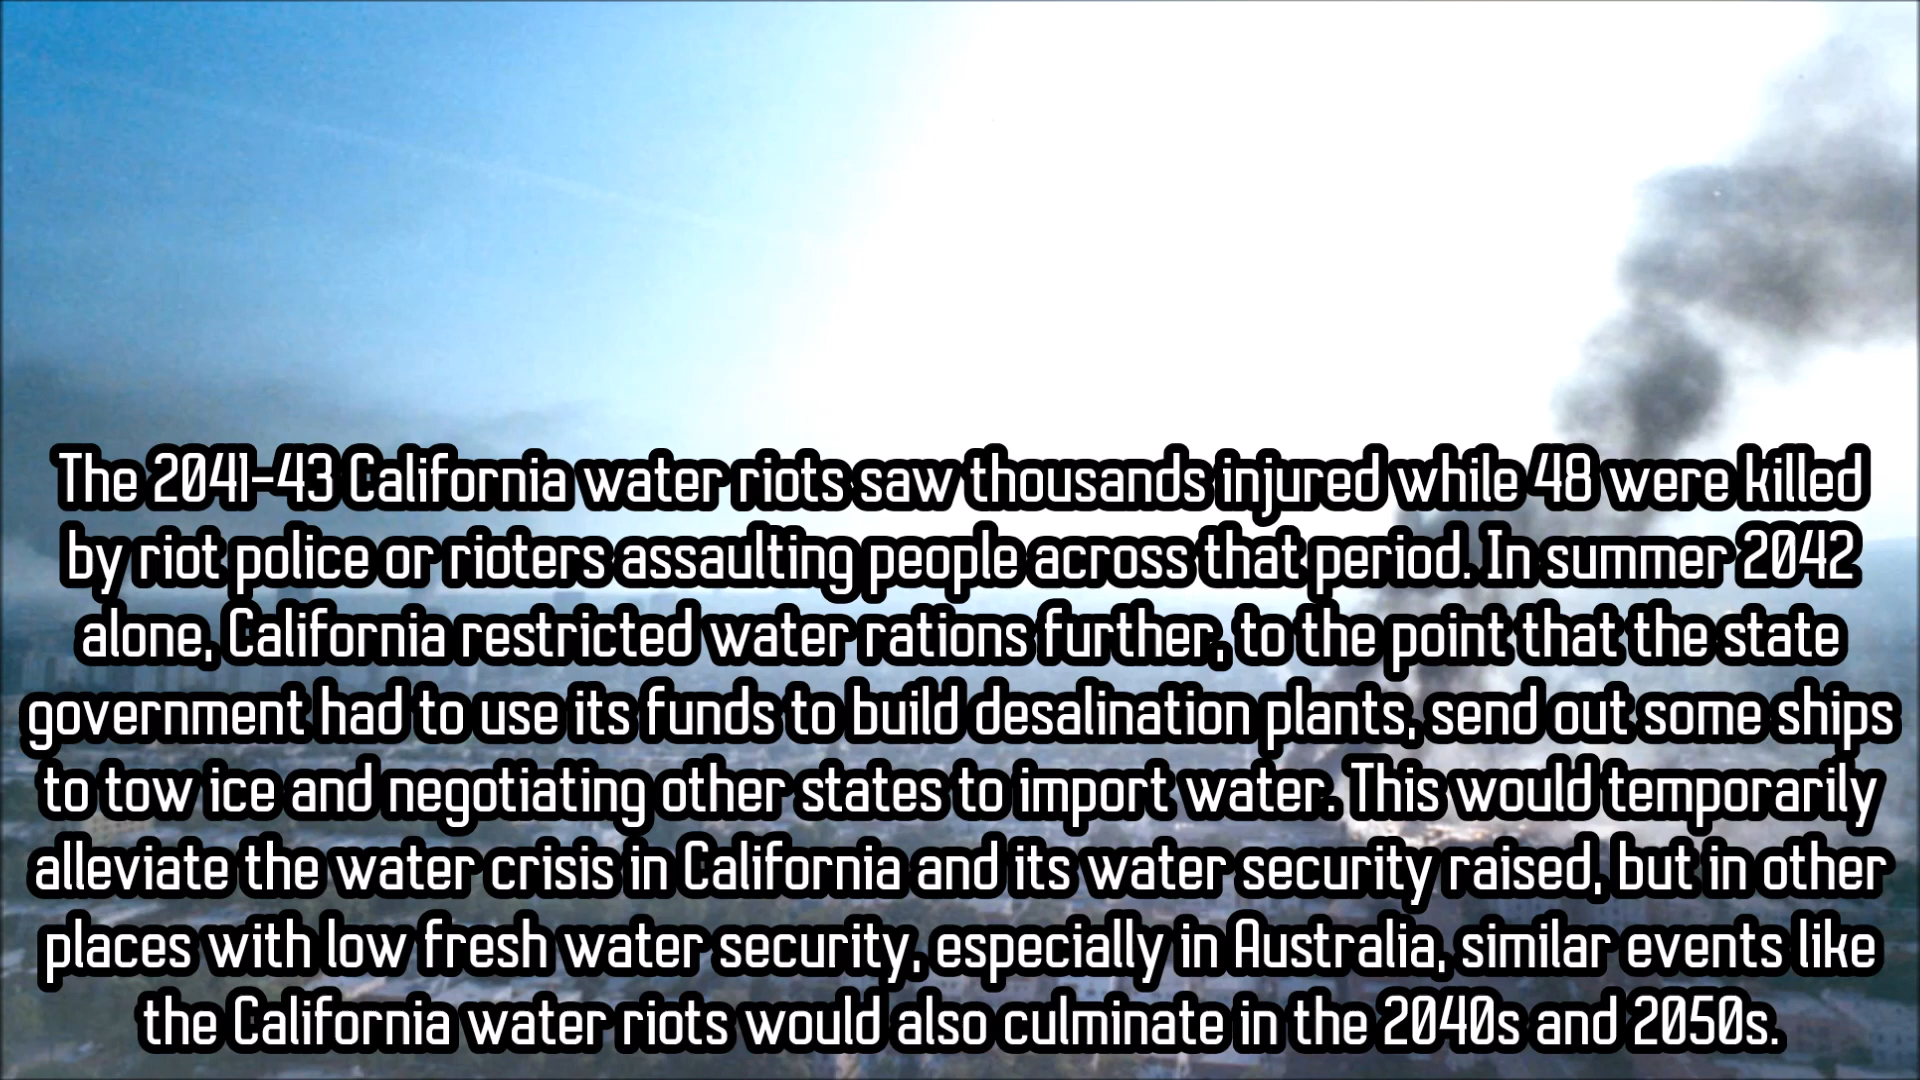 The 2041-43 California water riots saw thousands injured while 48 were killed
by riot police or rioters assaulting people across that period. In summer 2042
alone, California restricted water rations further, to the point that the state
government had to use its funds to build desalination plants, send out some ships
to tow ice and negotiating other states to import water. This would temporarily
alleviate the water crisis in California and its water security raised, but in other
places with low fresh water security, especially in Australia, similar events like
the California water riots would also culminate in the 2040s and 2050s.